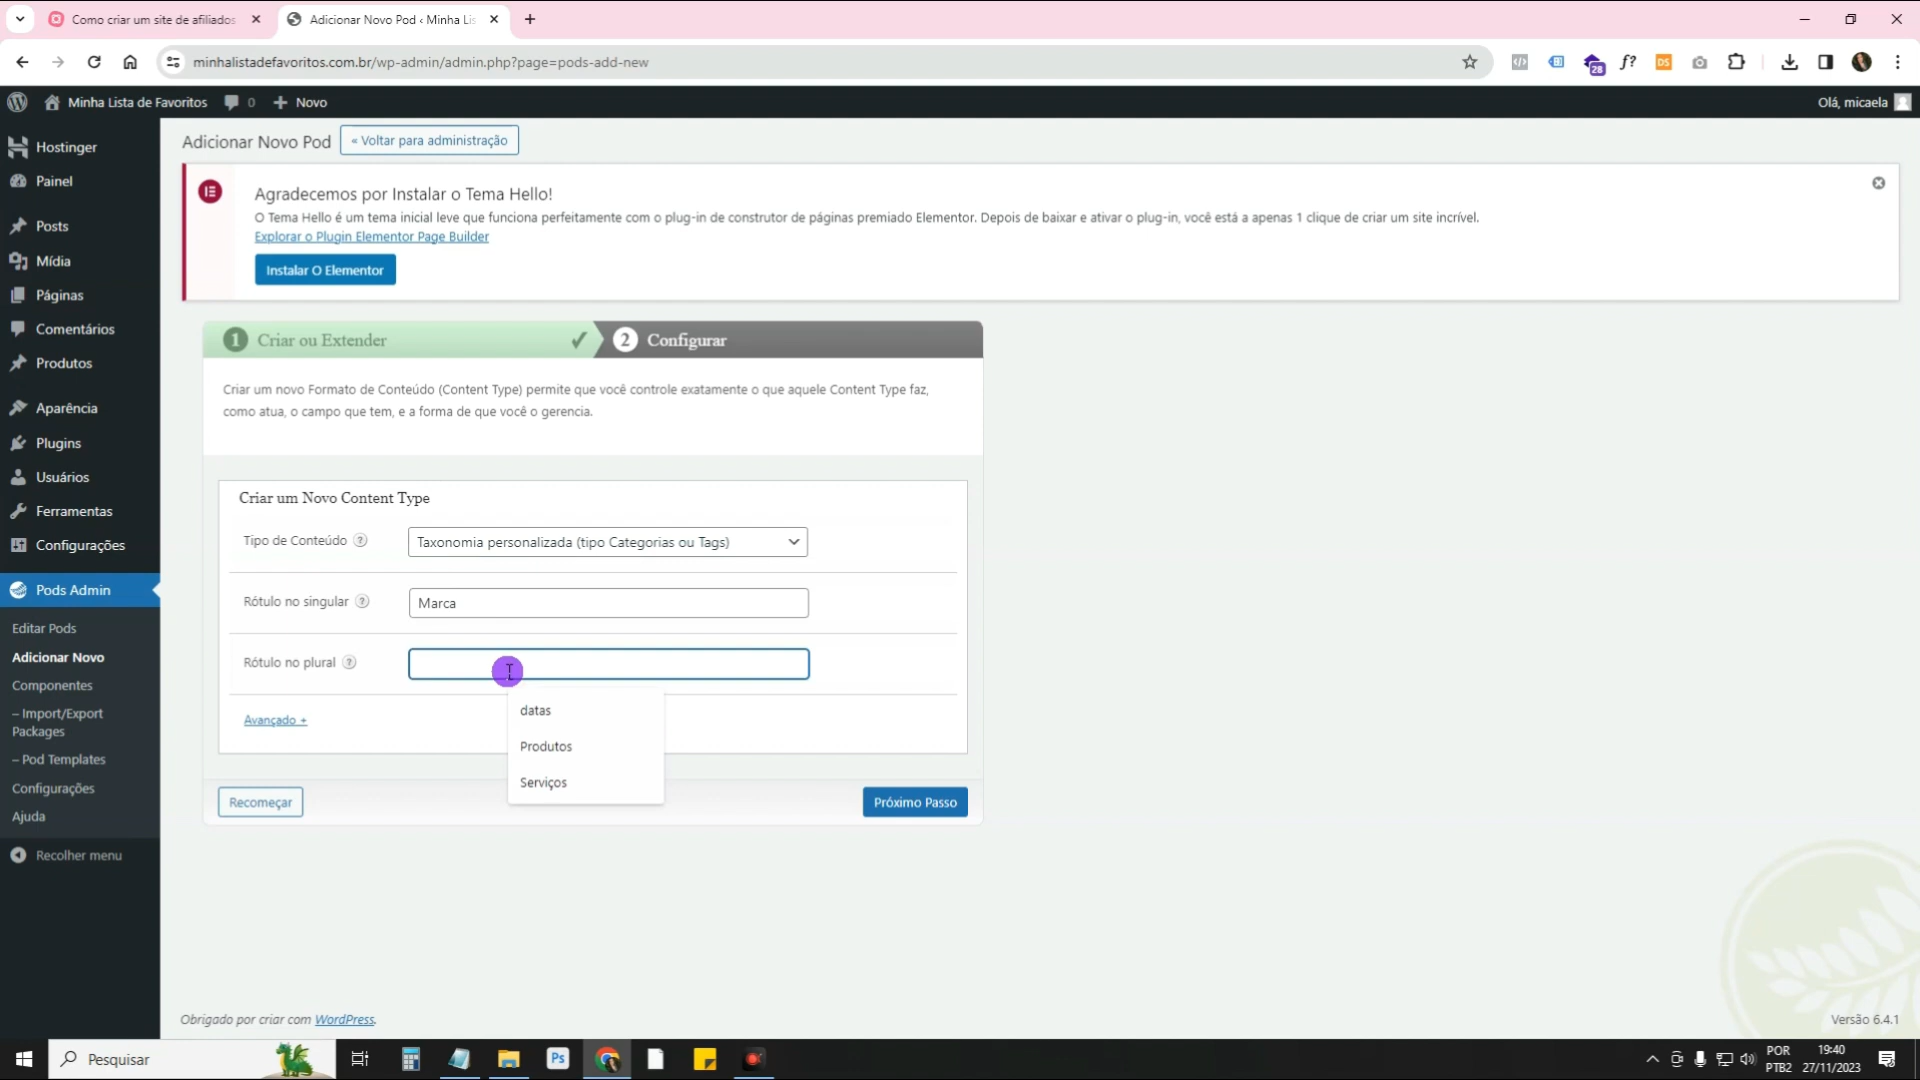 Como criar um site de afiliados
Adicionar Novo Pod ‹ Minha Lis
minhalistadefavoritos.com.br/wp-admin/admin.php?page=pods-add-new
28
f?
DS
Minha Lista de Favoritos
0
Novo
Olá, micaela
Hostinger
Painel
Posts
Mídia
Páginas
Comentários
Produtos
Aparência
Plugins
Usuários
Ferramentas
Configurações
Pods Admin
Editar Pods
Adicionar Novo
Componentes
– Import/Export
Packages
– Pod Templates
Configurações
Ajuda
Recolher menu
Adicionar Novo Pod
« Voltar para administração
Agradecemos por Instalar o Tema Hello!
O Tema Hello é um tema inicial leve que funciona perfeitamente com o plug-in de construtor de páginas premiado Elementor. Depois de baixar e ativar o plug-in, você está a apenas 1 clique de criar um site incrível.
Explorar o Plugin Elementor Page Builder
Instalar O Elementor
1 Criar ou Extender
2 Configurar
Criar um novo Formato de Conteúdo (Content Type) permite que você controle exatamente o que aquele Content Type faz,
como atua, o campo que tem, e a forma de que você o gerencia.
Criar um Novo Content Type
Tipo de Conteúdo ?
Taxonomia personalizada (tipo Categorias ou Tags)
Rótulo no singular ?
Marca
Rótulo no plural ?
datas
Produtos
Serviços
Avançado +
Recomeçar
Próximo Passo
Obrigado por criar com WordPress.
Versão 6.4.1
Pesquisar
Ps
POR
PTB2
19:40
27/11/2023